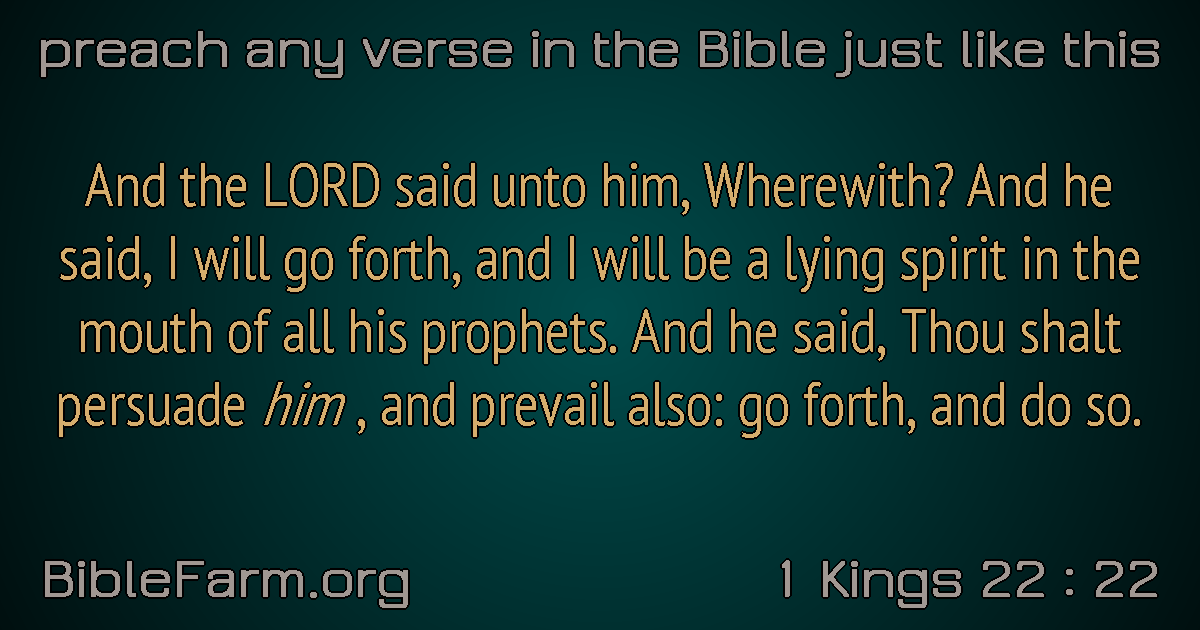 preach any verse in the Bible just like this
And the LORD said unto him, Wherewith? And he
said, I will go forth, and I will be a lying spirit in the
mouth of all his prophets. And he said, Thou shalt
persuade him , and prevail also: go forth, and do so.
BibleFarm.org
1 Kings 22 : 22